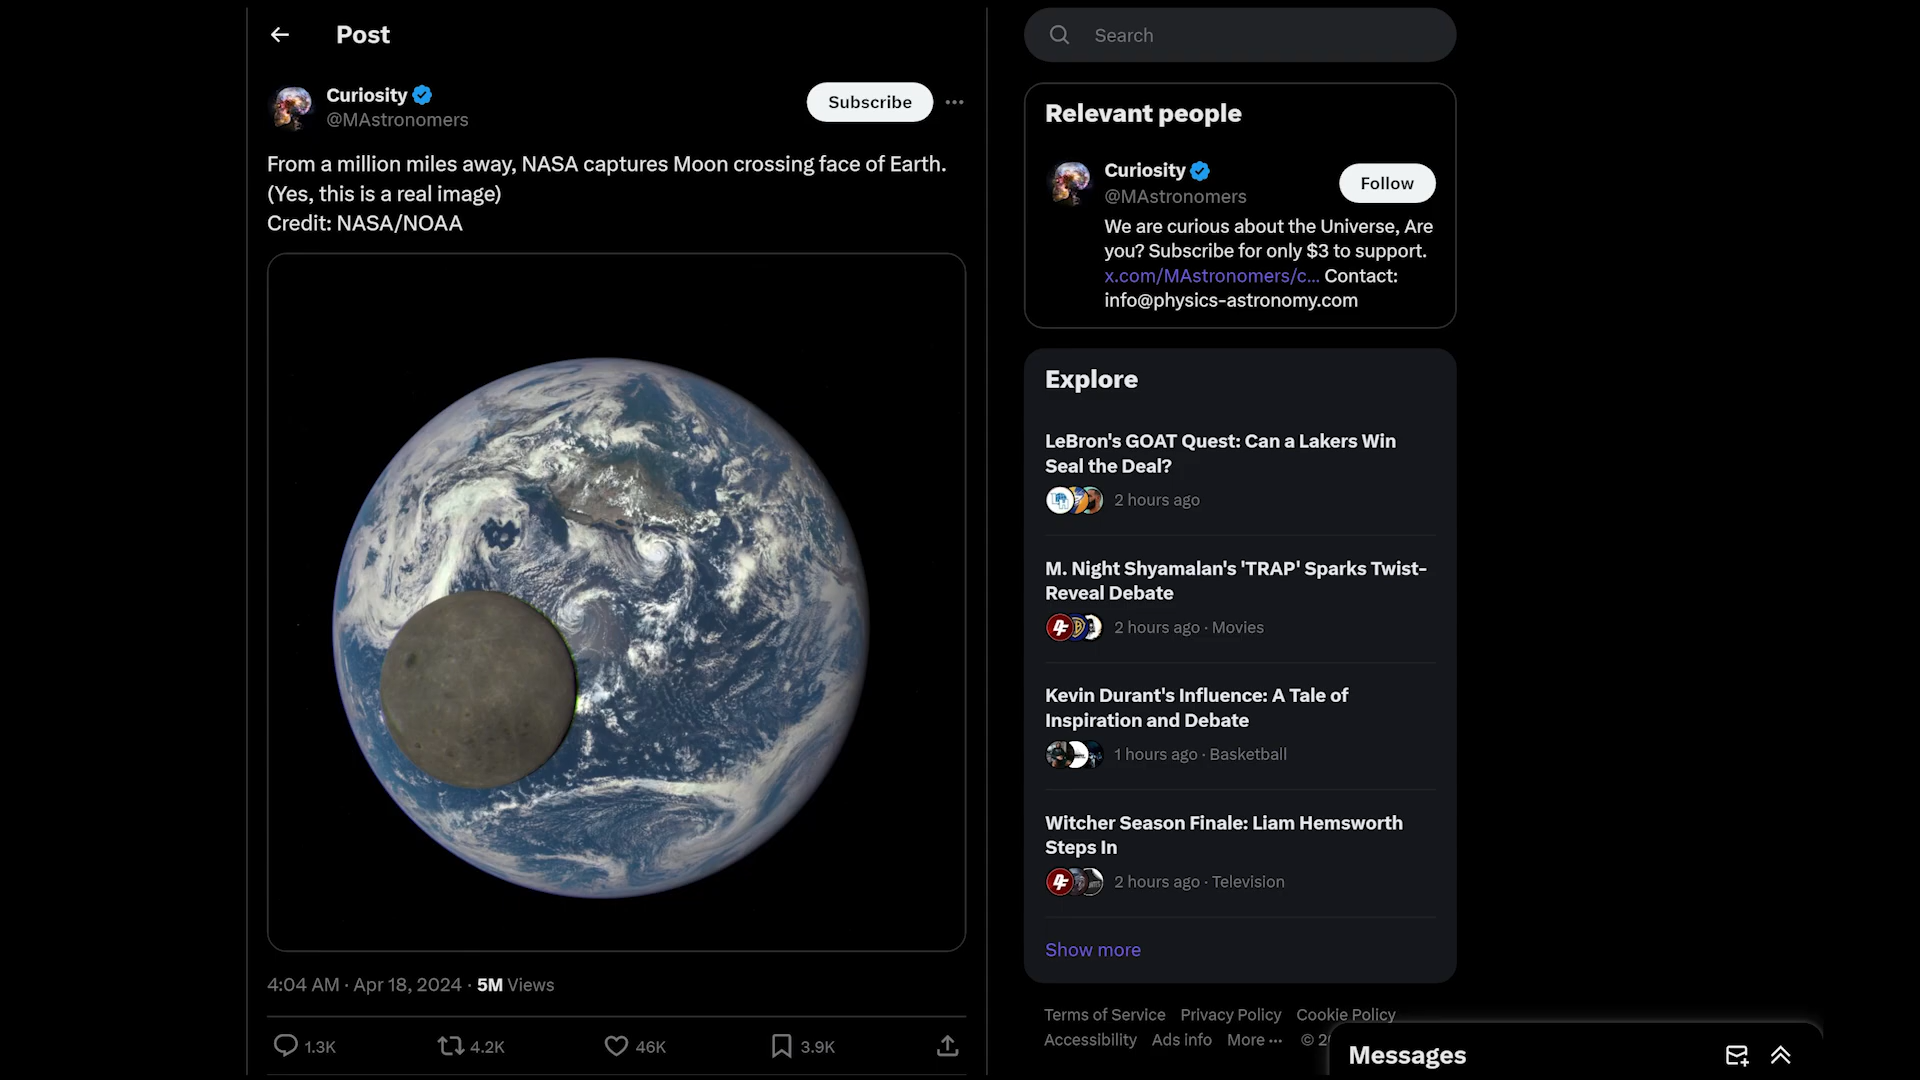 Post
Curiosity
@MAstronomers
Subscribe
From a million miles away, NASA captures Moon crossing face of Earth.
(Yes, this is a real image)
Credit: NASA/NOAA
4:04 AM · Apr 18, 2024 · 5M Views
1.3K
4.2K
46K
3.9K
Search
Relevant people
Curiosity
@MAstronomers
Follow
We are curious about the Universe, Are
you? Subscribe for only $3 to support.
x.com/MAstronomers/c... Contact:
info@physics-astronomy.com
Explore
LeBron's GOAT Quest: Can a Lakers Win
Seal the Deal?
2 hours ago
M. Night Shyamalan's 'TRAP' Sparks Twist-
Reveal Debate
2 hours ago · Movies
Kevin Durant's Influence: A Tale of
Inspiration and Debate
1 hours ago · Basketball
Witcher Season Finale: Liam Hemsworth
Steps In
2 hours ago · Television
Show more
Terms of Service Privacy Policy Cookie Policy
Accessibility Ads info More ··· © 2
Messages